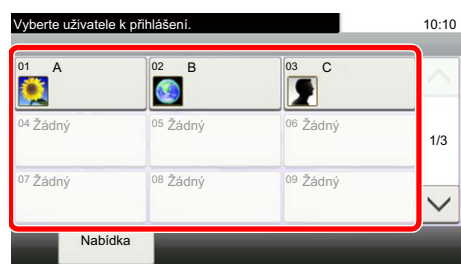 Vyberte uživatele k přihlášení. 10:10
01 A 02 B 03 C
04 Žádný 05 Žádný 06 Žádný
1/3
07 Žádný 08 Žádný 09 Žádný
Nabídka